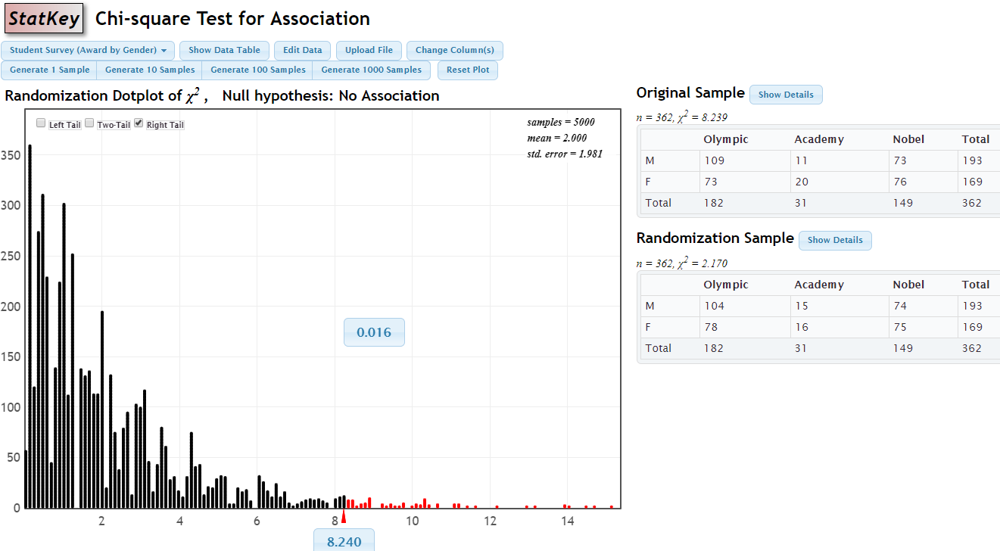 StatKey Chi-square Test for Association
Student Survey (Award by Gender) Show Data Table Edit Data Upload File Change Column(s)
Generate 1 Sample Generate 10 Samples Generate 100 Samples Generate 1000 Samples Reset Plot
Randomization Dotplot of χ², Null hypothesis: No Association
Left Tail Two-Tail Right Tail
samples = 5000
mean = 2.000
std. error = 1.981
350
300
250
200
150
100
50
0
0.016
2 4 6 8 10 12 14
8.240
Original Sample Show Details
n = 362, χ² = 8.239
Olympic Academy Nobel Total
M 109 11 73 193
F 73 20 76 169
Total 182 31 149 362
Randomization Sample Show Details
n = 362, χ² = 2.170
Olympic Academy Nobel Total
M 104 15 74 193
F 78 16 75 169
Total 182 31 149 362